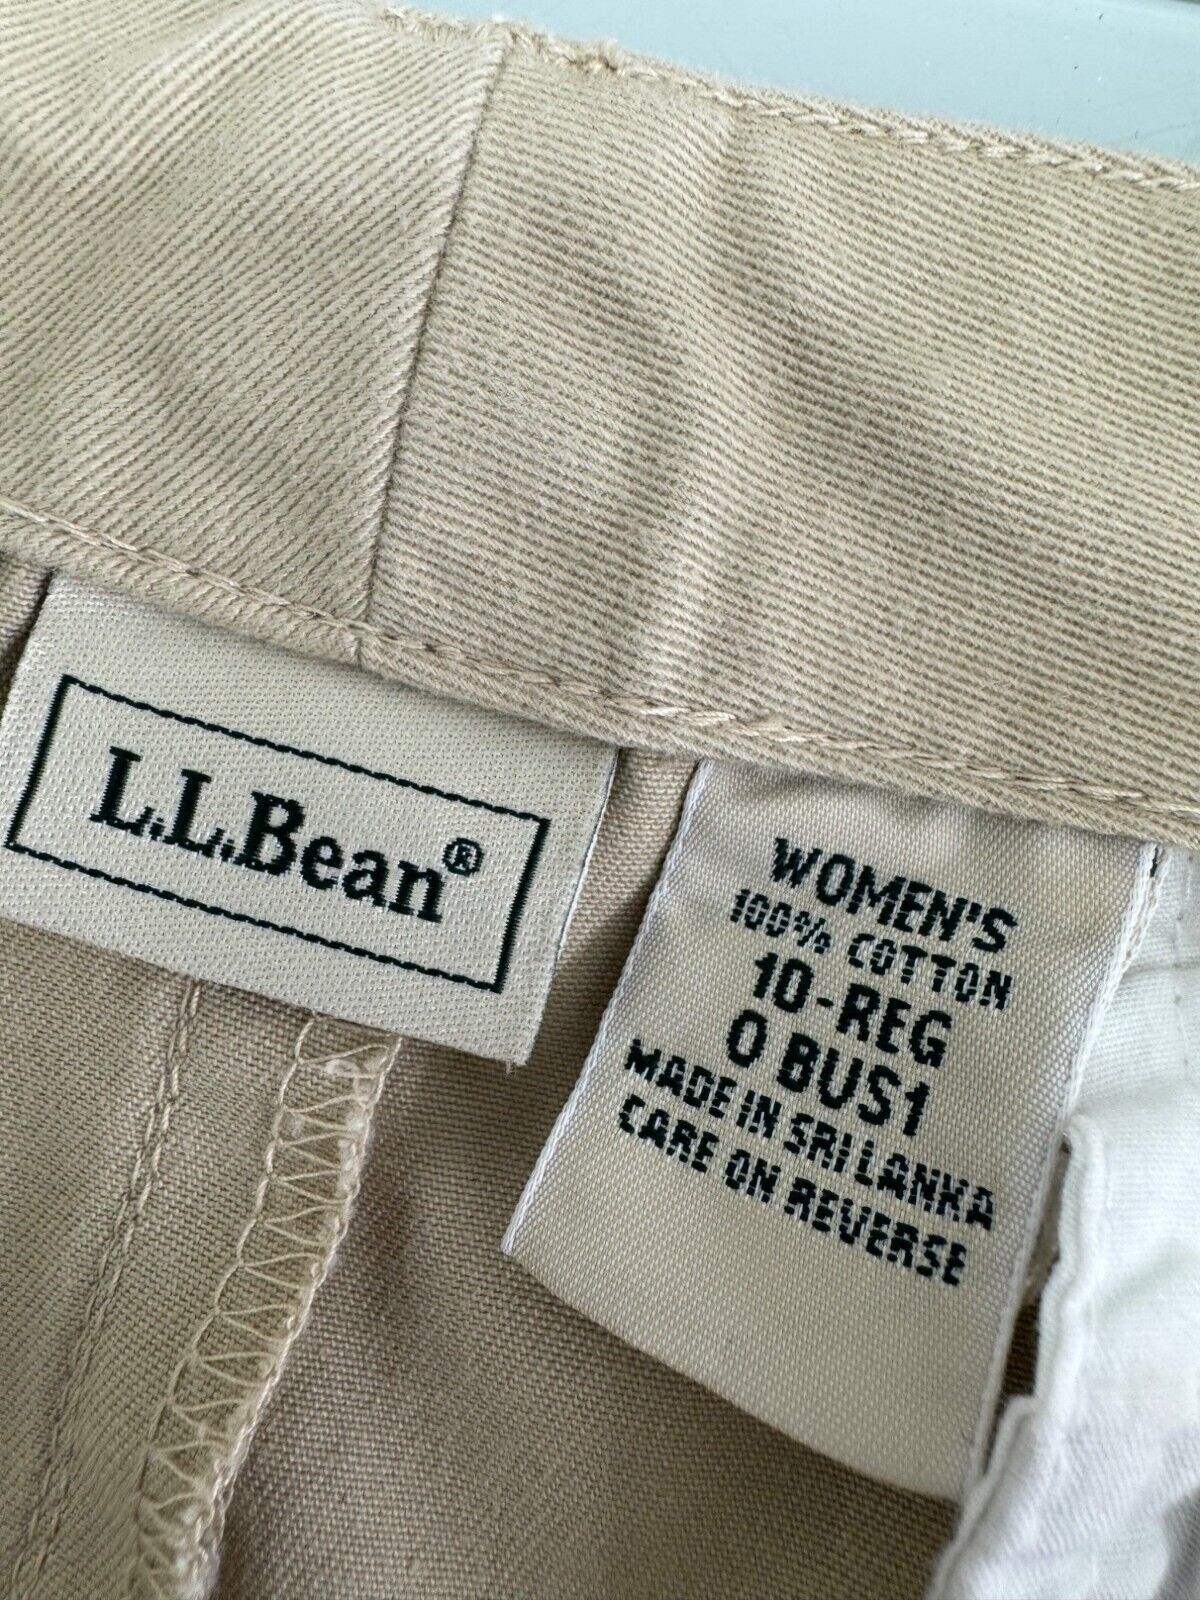 L.L.Bean®
WOMEN'S
100% COTTON
10-REG
0 BUS1
MADE IN SRI LANKA
CARE ON REVERSE